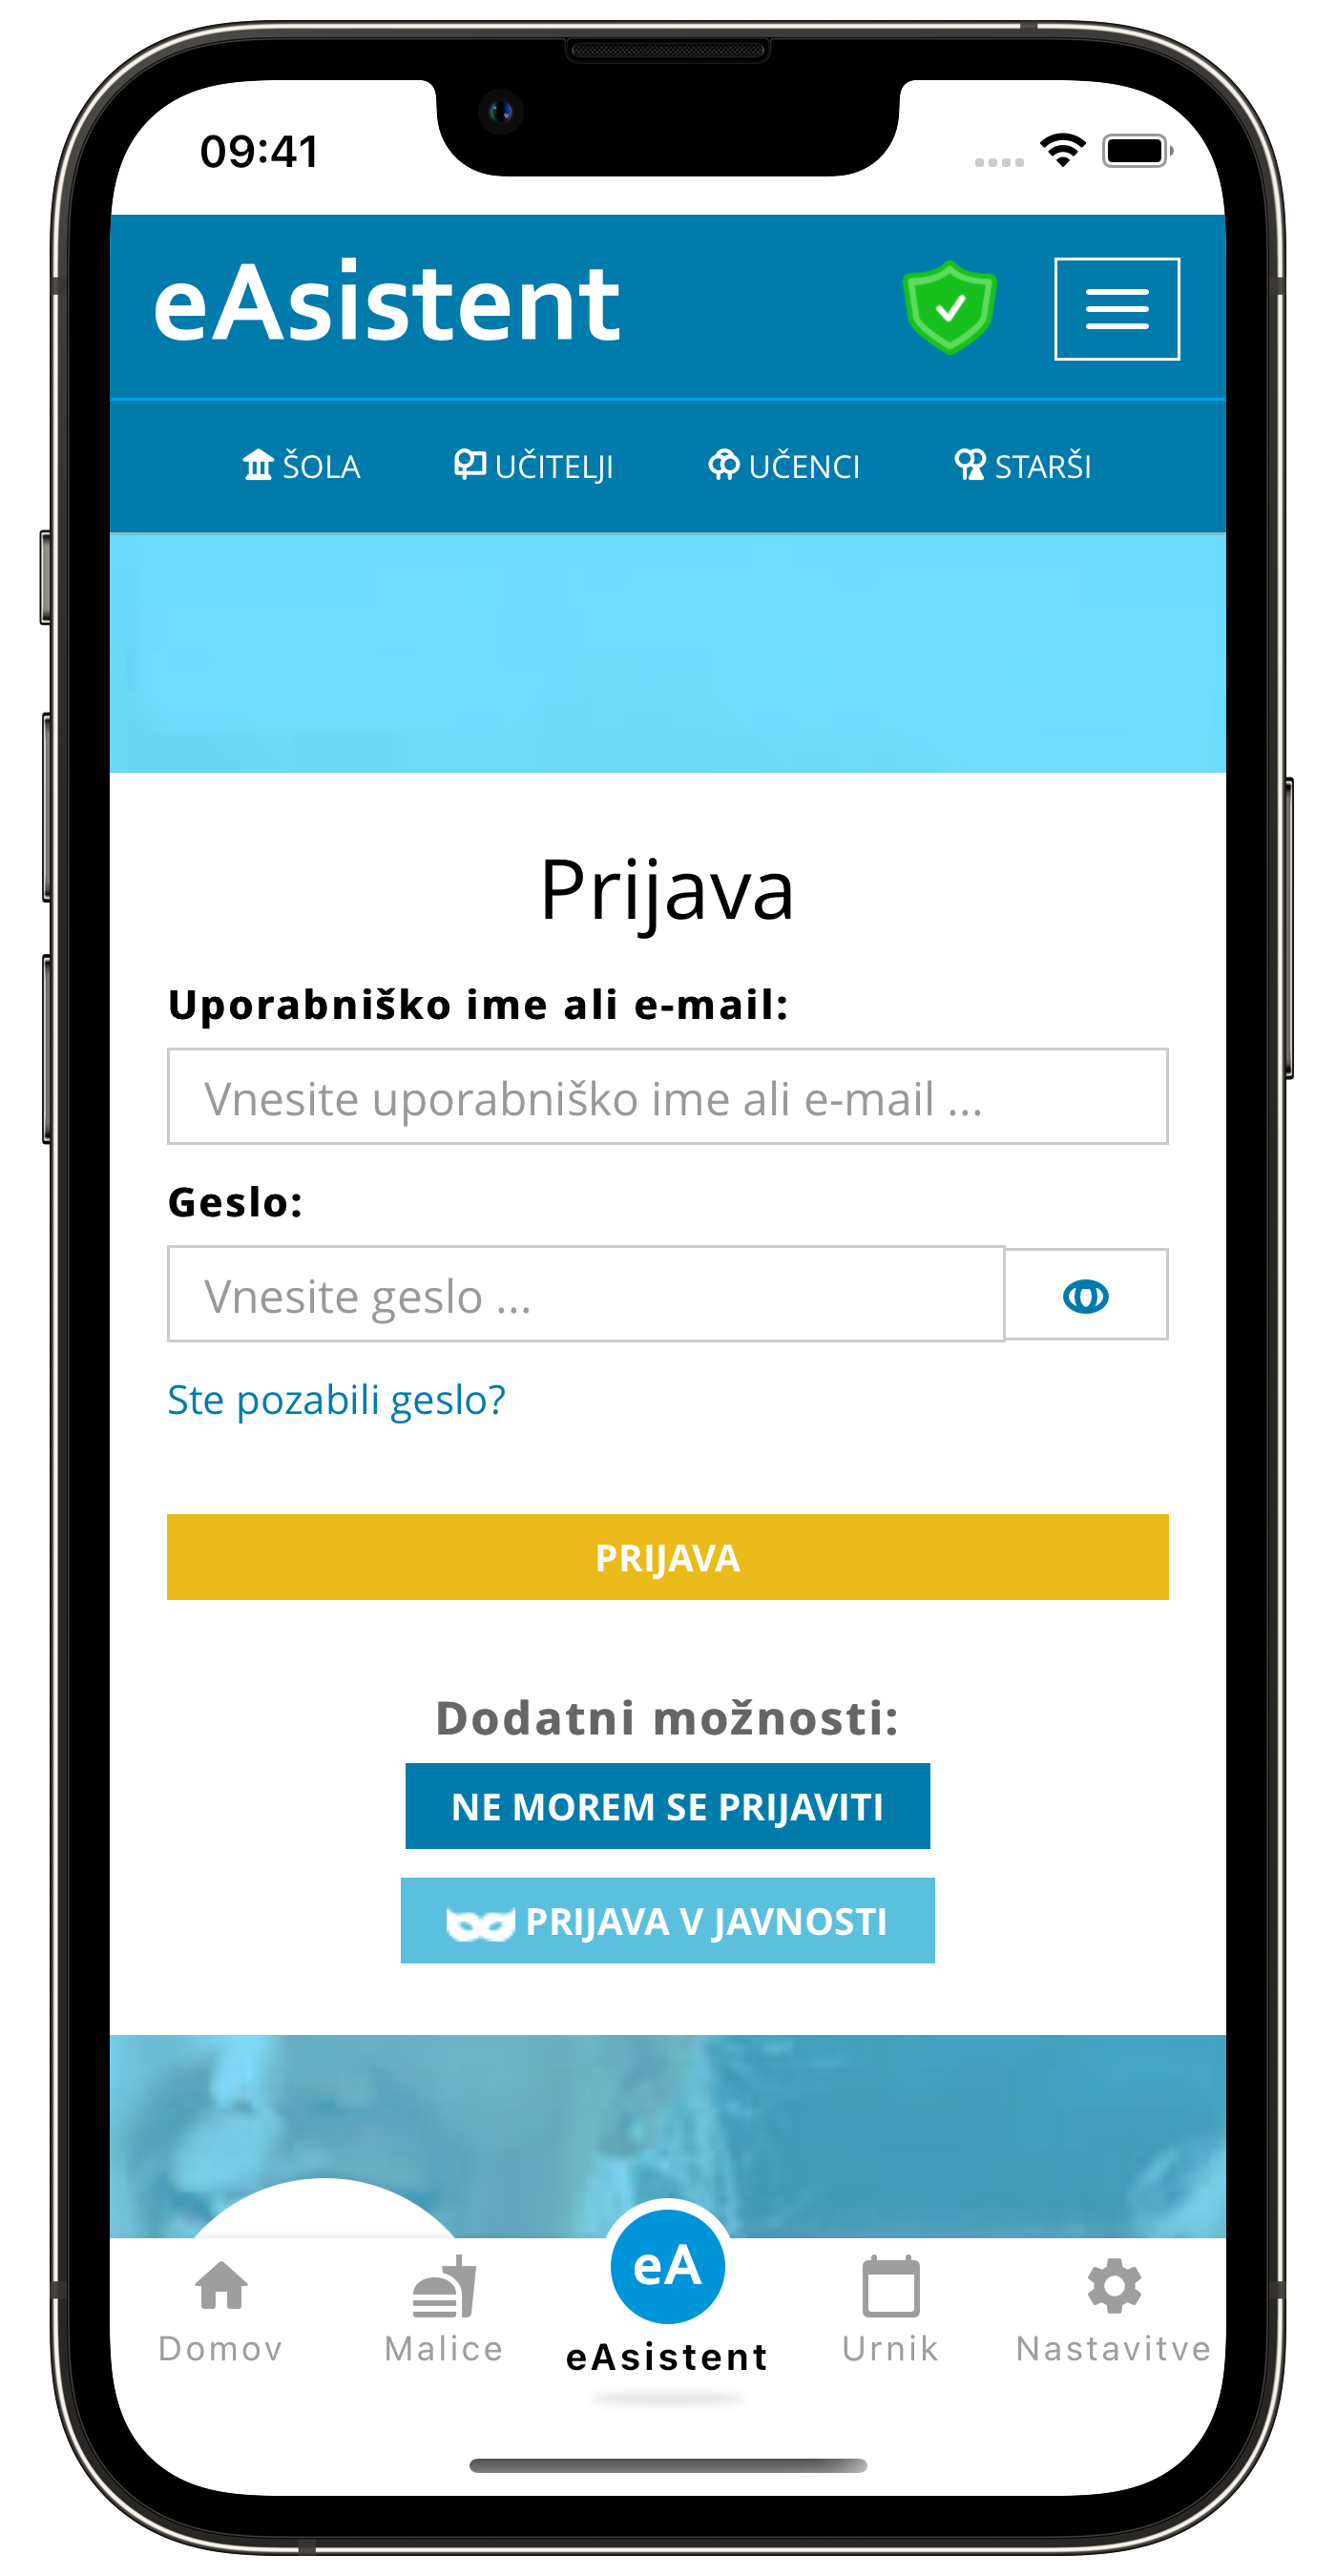 09:41
eAsistent
ŠOLA UČITELJI UČENCI STARŠI
Prijava
Uporabniško ime ali e-mail:
Vnesite uporabniško ime ali e-mail ...
Geslo:
Vnesite geslo ...
Ste pozabili geslo?
PRIJAVA
Dodatni možnosti:
NE MOREM SE PRIJAVITI
PRIJAVA V JAVNOSTI
eA
Domov Malice eAsistent Urnik Nastavitve